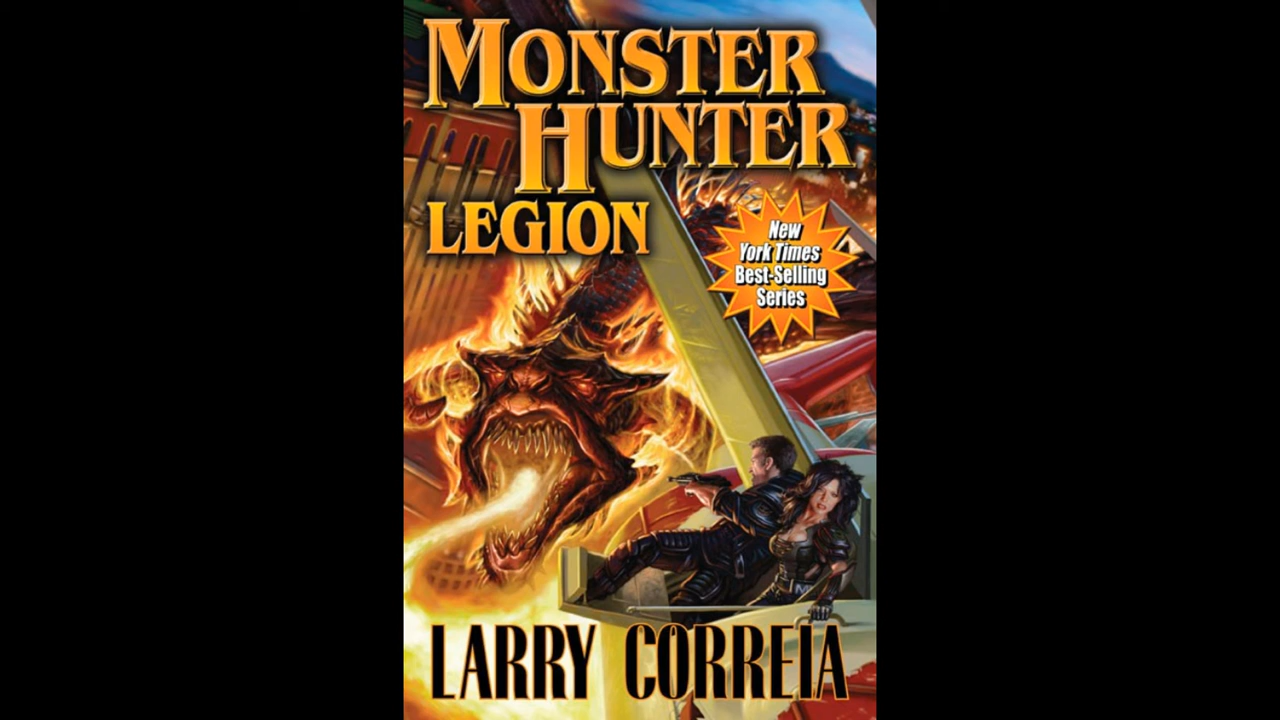 MONSTER
HUNTER
LEGION
New
York Times
Best-Selling
Series
LARRY CORREIA